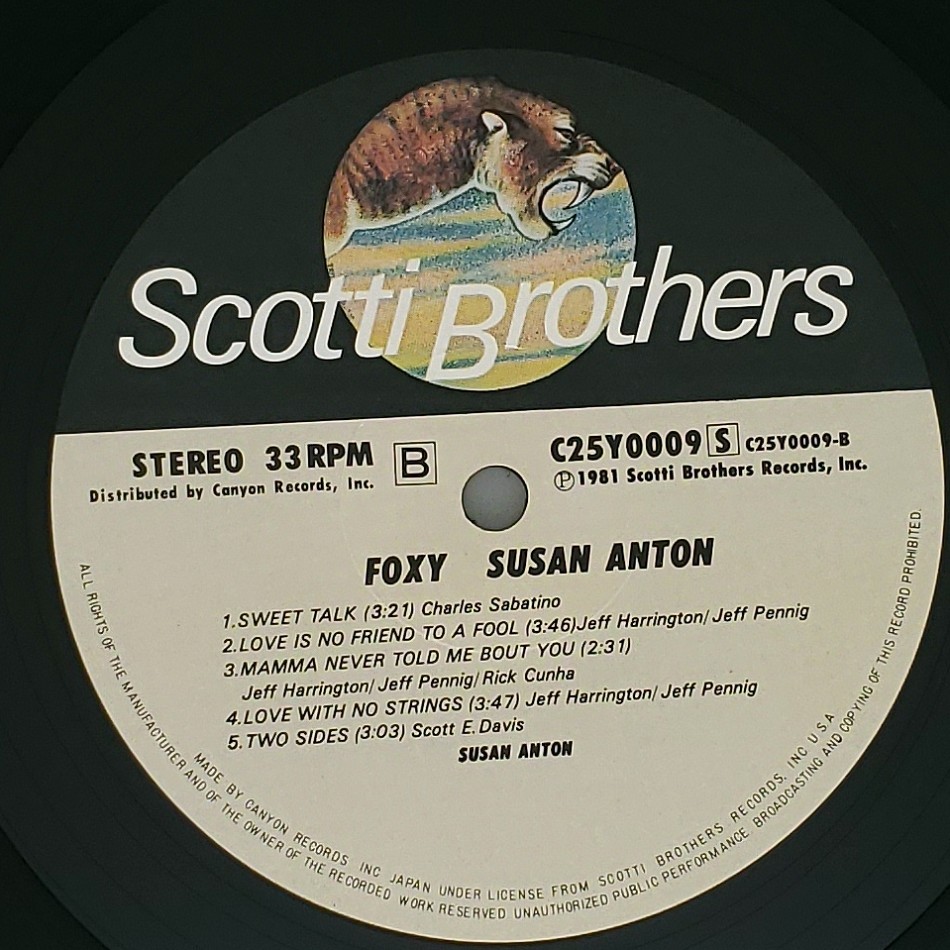 Scotti Brothers
STEREO 33 RPM B
Distributed by Canyon Records, Inc.
C25Y0009 S C25Y0009-B
Ⓟ1981 Scotti Brothers Records, Inc.
FOXY SUSAN ANTON
1.SWEET TALK (3:21) Charles Sabatino
2.LOVE IS NO FRIEND TO A FOOL (3:46)Jeff Harrington/Jeff Pennig
3.MAMMA NEVER TOLD ME BOUT YOU (2:31)
Jeff Harrington/Jeff Pennig/Rick Cunha
4.LOVE WITH NO STRINGS (3:47) Jeff Harrington/Jeff Pennig
5.TWO SIDES (3:03) Scott E.Davis
SUSAN ANTON
MADE BY CANYON RECORDS INC JAPAN UNDER LICENSE FROM SCOTTI BROTHERS RECORDS, INC U.S.A
ALL RIGHTS OF THE MANUFACTURER AND OF THE OWNER OF THE RECORDED WORK RESERVED UNAUTHORIZED PUBLIC PERFORMANCE BROADCASTING AND COPYING OF THIS RECORD PROHIBITED.